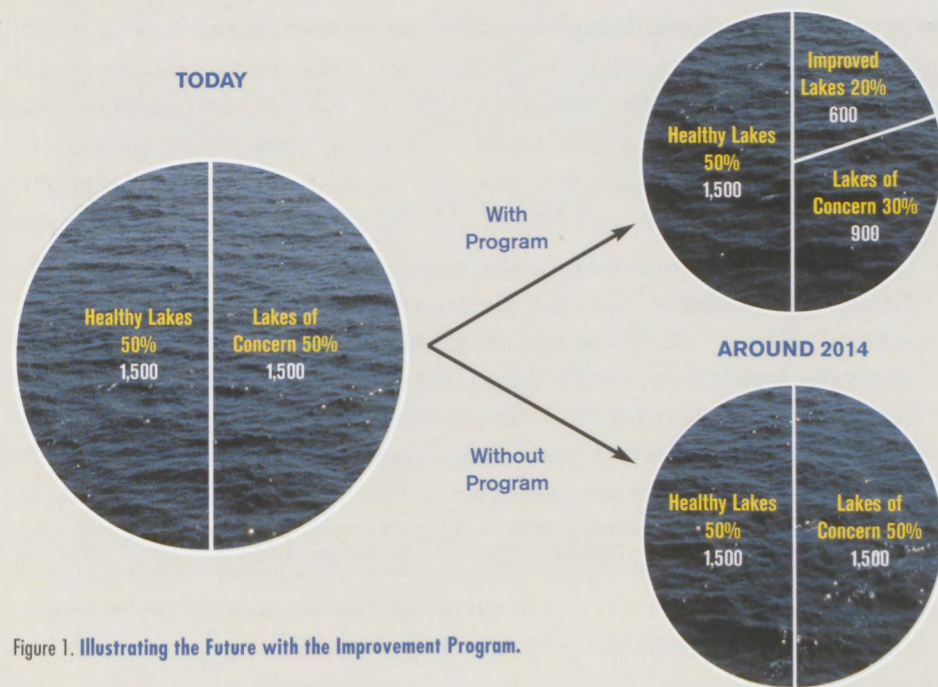 TODAY
Healthy Lakes
50%
1,500
Lakes of
Concern 50%
1,500
With
Program
Without
Program
Healthy Lakes
50%
1,500
Improved
Lakes 20%
600
Lakes of
Concern 30%
900
AROUND 2014
Healthy Lakes
50%
1,500
Lakes of
Concern 50%
1,500
Figure 1. Illustrating the Future with the Improvement Program.